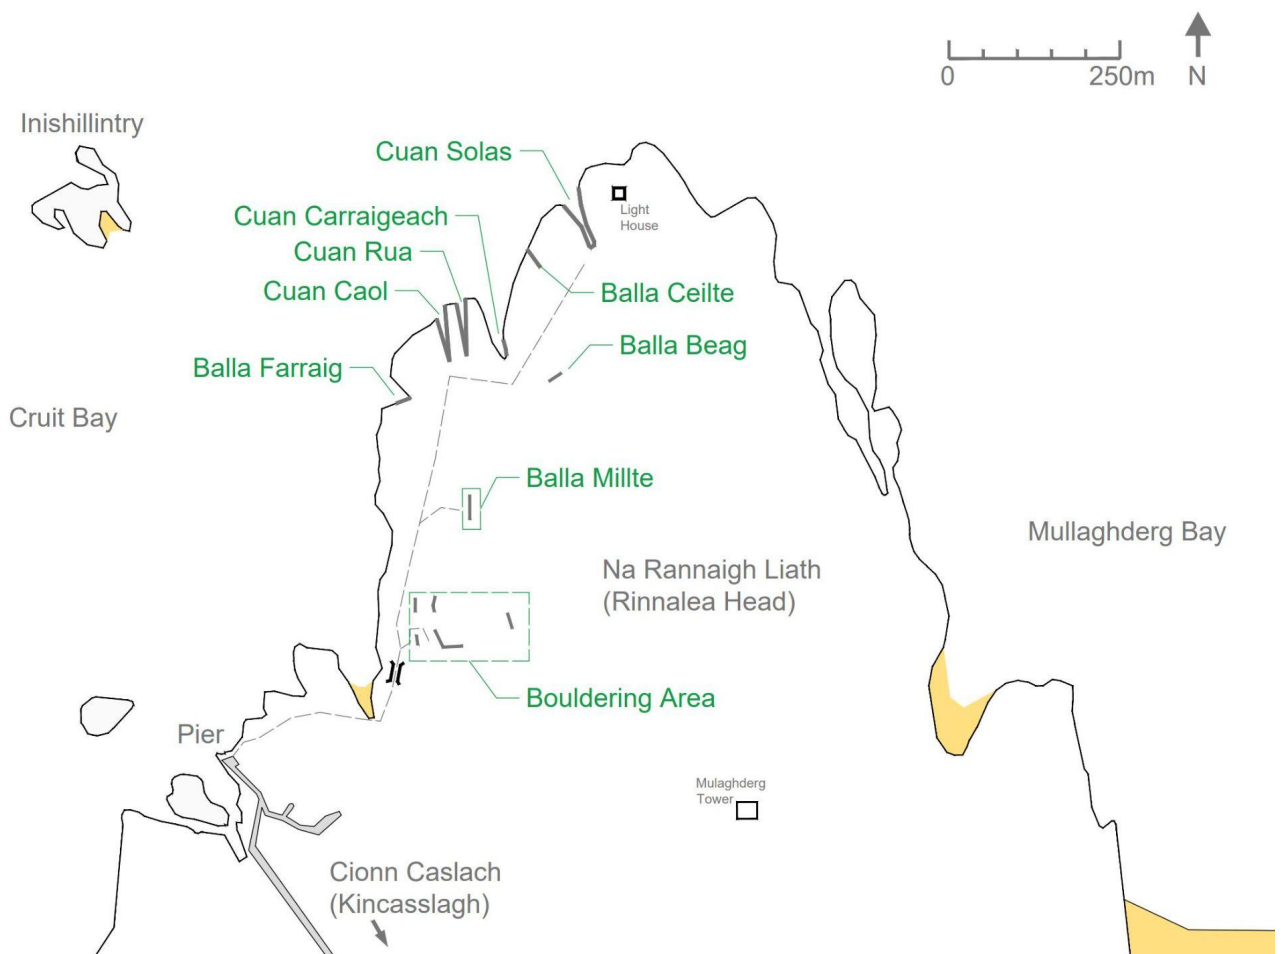 0
250m
N
Inishillintry
Cuan Solas
Light
House
Cuan Carraigeach
Cuan Rua
Cuan Caol
Balla Ceilte
Balla Beag
Balla Farraig
Cruit Bay
Balla Millte
Mullaghderg Bay
Na Rannaigh Liath
(Rinnalea Head)
Bouldering Area
Pier
Mulaghderg
Tower
Cionn Caslach
(Kincasslagh)